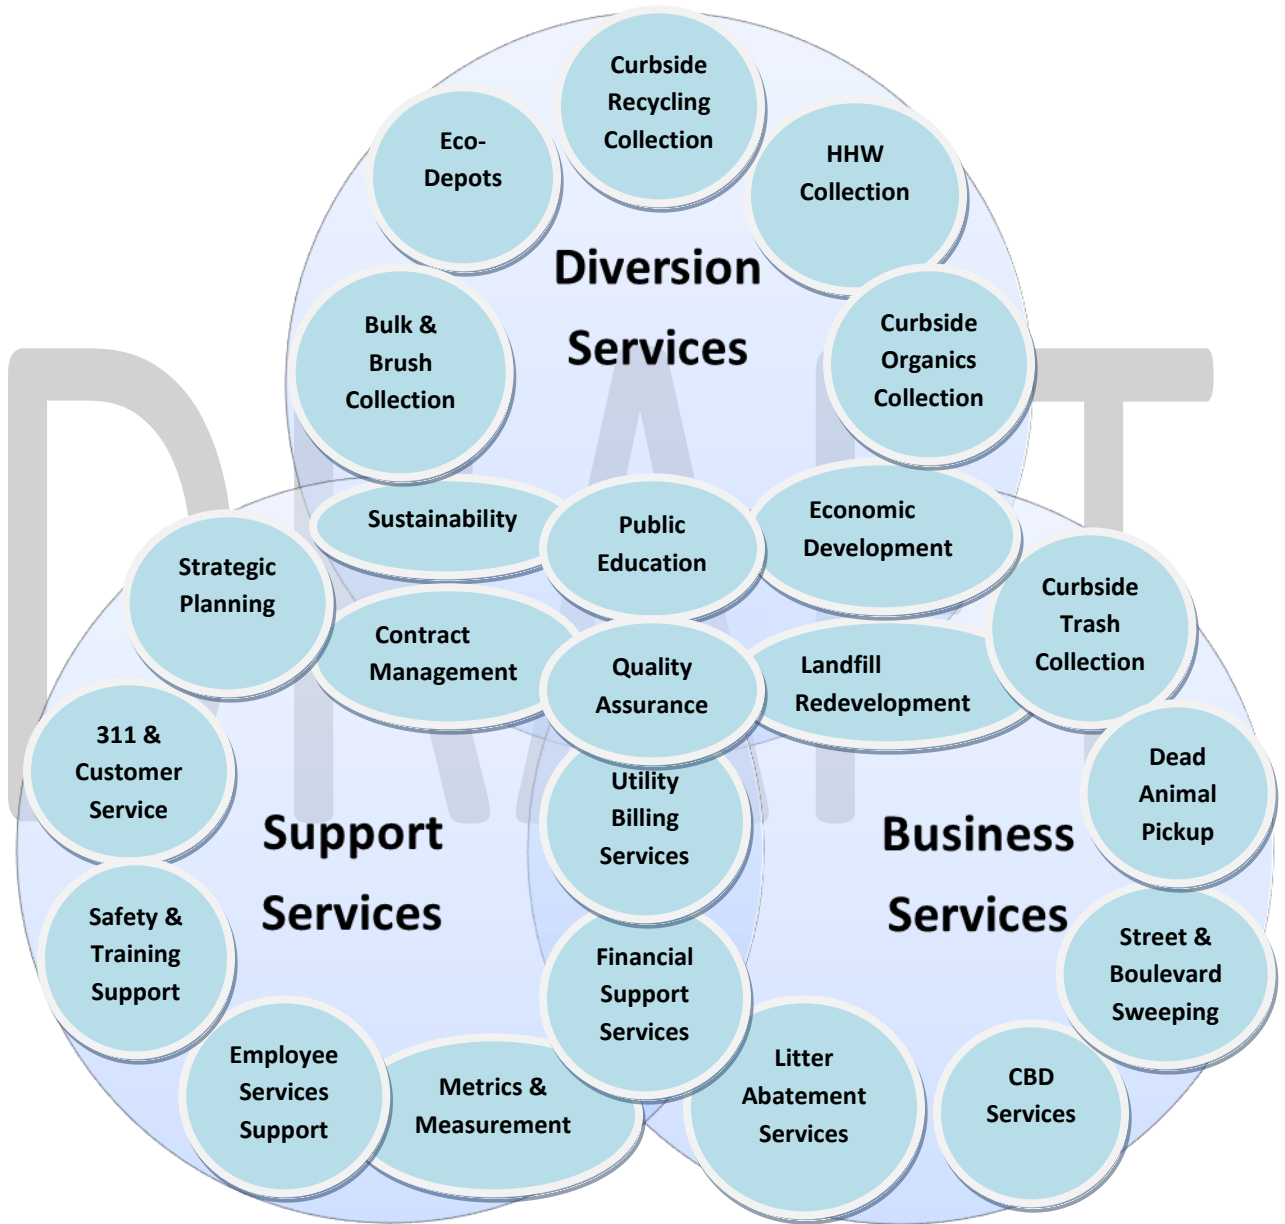 Curbside
Recycling
Collection
Eco-
Depots
HHW
Collection
Diversion
Services
Bulk &
Brush
Collection
Curbside
Organics
Collection
Sustainability
Public
Education
Economic
Development
Strategic
Planning
Contract
Management
Quality
Assurance
Landfill
Redevelopment
Curbside
Trash
Collection
311 &
Customer
Service
Utility
Billing
Services
Dead
Animal
Pickup
Support
Services
Business
Services
Safety &
Training
Support
Financial
Support
Services
Street &
Boulevard
Sweeping
Employee
Services
Support
Metrics &
Measurement
Litter
Abatement
Services
CBD
Services
DRAFT